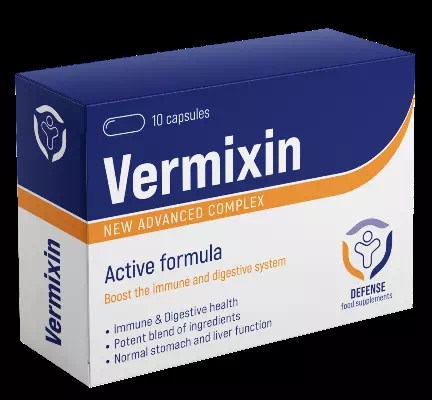 10 capsules
Vermixin
NEW ADVANCED COMPLEX
Active formula
Boost the immune and digestive system
• Immune & Digestive health
• Potent blend of ingredients
• Normal stomach and liver function
DEFENSE
food supplements
Vermixin